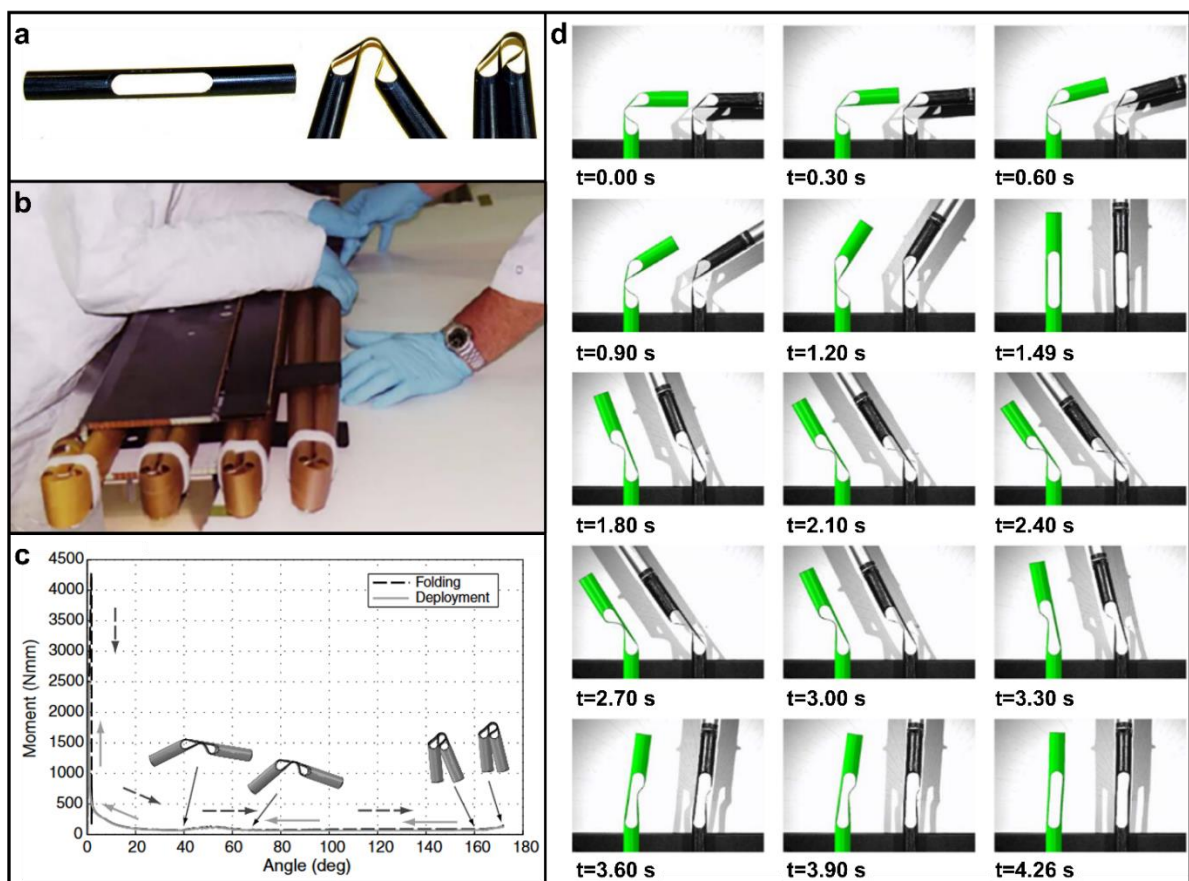 a
b
c
4500
4000
3500
3000
2500
2000
1500
1000
500
0
Moment (Nmm)
Folding
Deployment
0 20 40 60 80 100 120 140 160 180
Angle (deg)
d
t=0.00 s t=0.30 s t=0.60 s
t=0.90 s t=1.20 s t=1.49 s
t=1.80 s t=2.10 s t=2.40 s
t=2.70 s t=3.00 s t=3.30 s
t=3.60 s t=3.90 s t=4.26 s